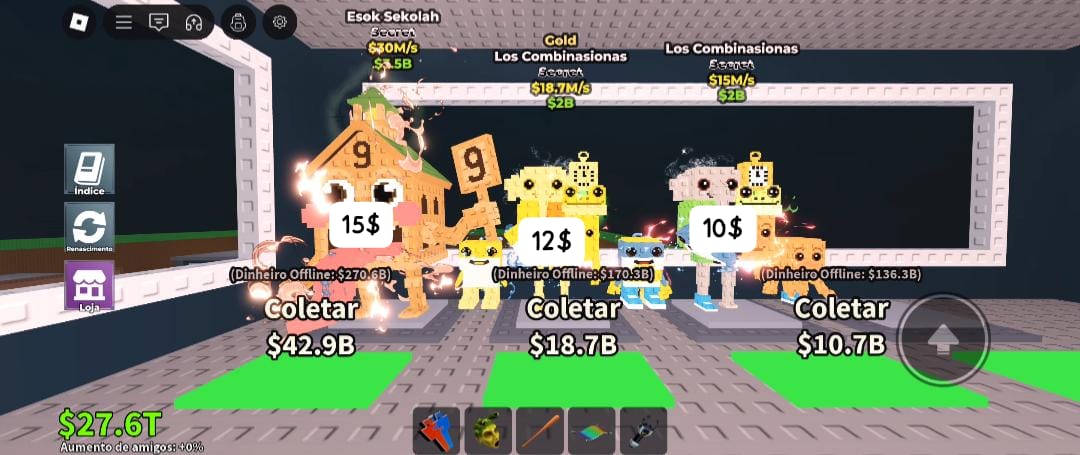 Esok Sekolah
Secret
$30M/s
$3.5B
Gold
Los Combinasionas
Secret
$18.7M/s
$2B
Los Combinasionas
Secret
$15M/s
$2B
9
9
15$
12$
10$
Índice
Renascimento
Loja
(Dinheiro Offline: $270.6B)
Coletar
$42.9B
(Dinheiro Offline: $170.3B)
Coletar
$18.7B
(Dinheiro Offline: $136.3B)
Coletar
$10.7B
$27.6T
Aumento de amigos: +0%